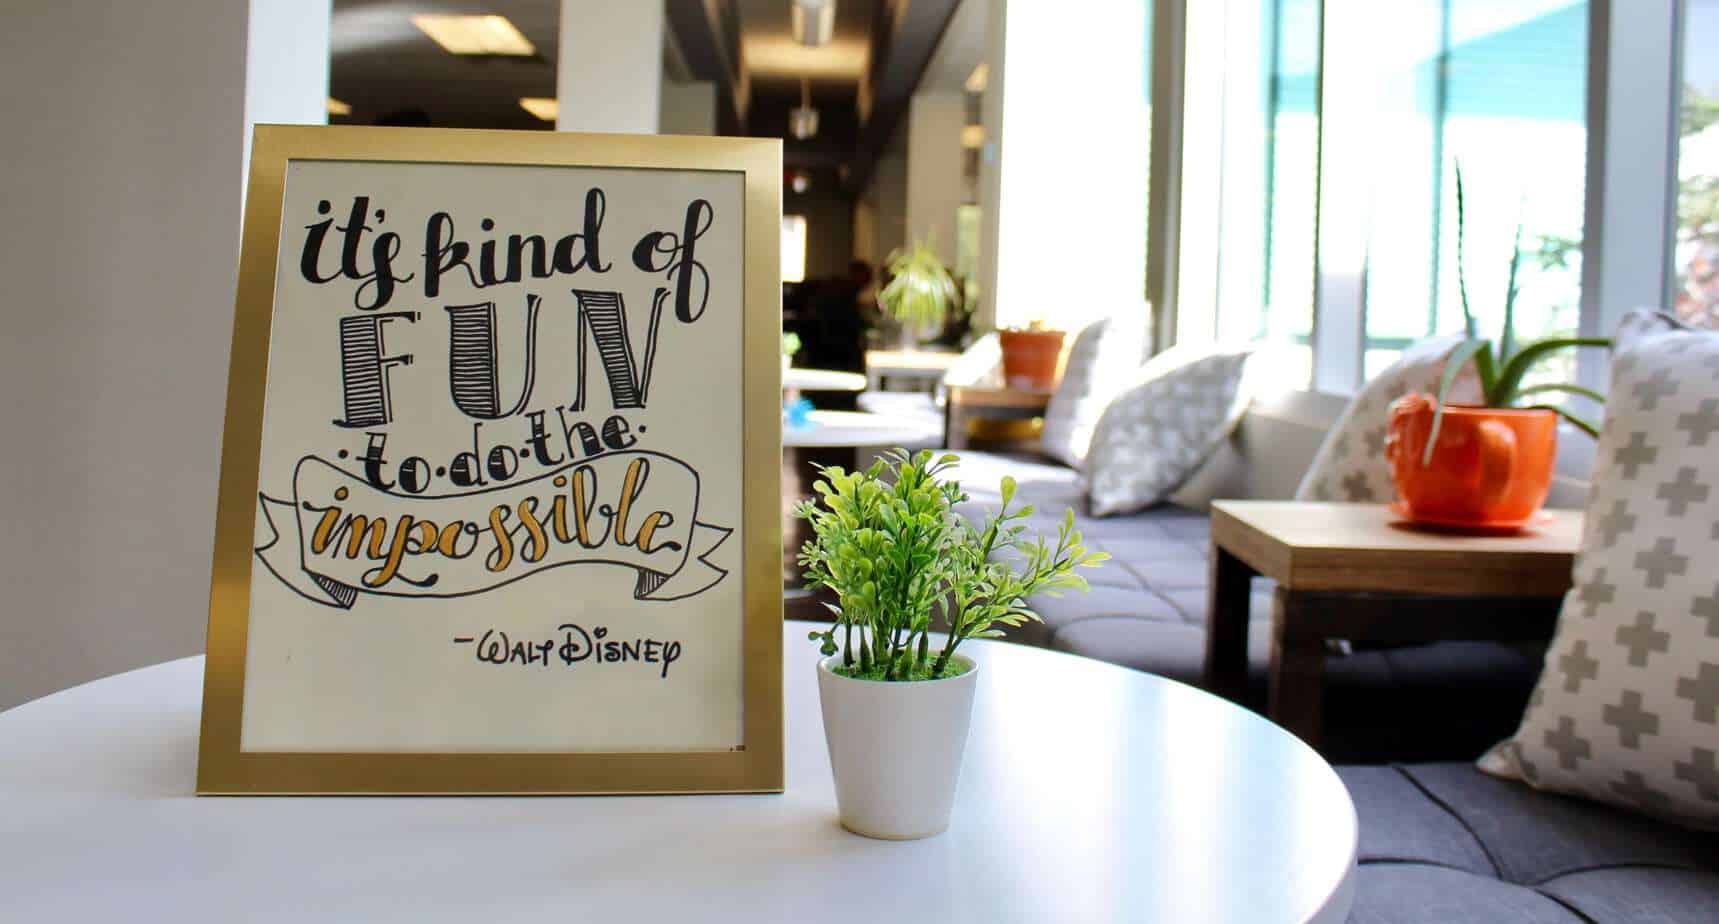 it's kind of
FUN
·to·do·the·
impossible
-WALT DISNEY